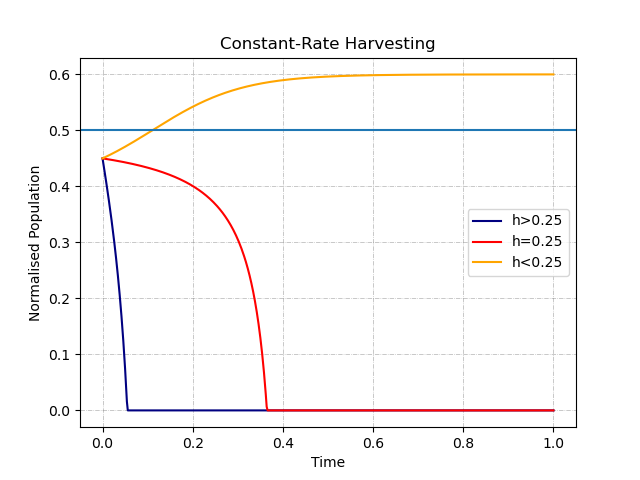 Constant-Rate Harvesting
Normalised Population
0.6
0.5
0.4
0.3
0.2
0.1
0.0
h>0.25
h=0.25
h<0.25
0.0 0.2 0.4 0.6 0.8 1.0
Time